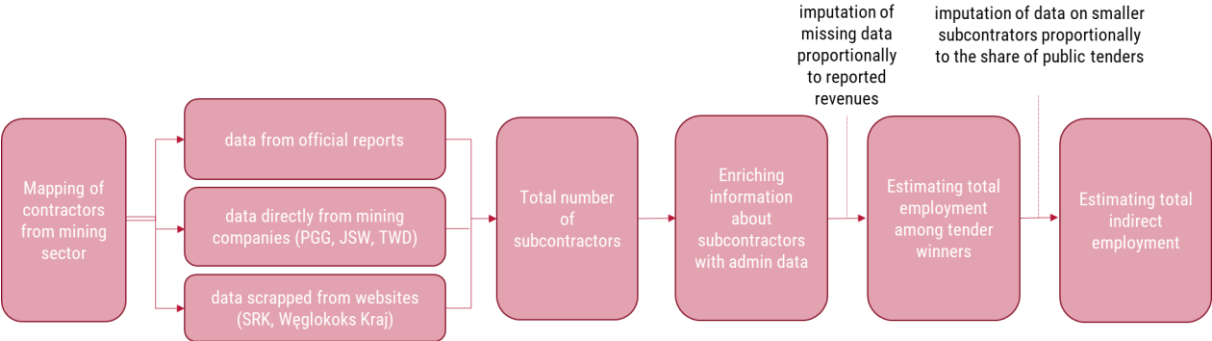 imputation of
missing data
proportionally
to reported
revenues
imputation of data on smaller
subcontrators proportionally
to the share of public tenders
Mapping of
contractors
from mining
sector
data from official reports
data directly from mining
companies (PGG, JSW, TWD)
data scrapped from websites
(SRK, Węglokoks Kraj)
Total number
of
subcontractors
Enriching
information
about
subcontractors
with admin data
Estimating total
employment
among tender
winners
Estimating total
indirect
employment